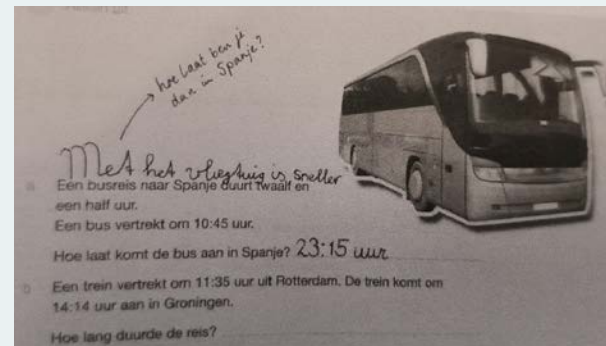 hoe laat ben je
dan in Spanje?
Met het vliegtuig is sneller
a Een busreis naar Spanje duurt twaalf en
een half uur.
Een bus vertrekt om 10:45 uur.
Hoe laat komt de bus aan in Spanje? 23:15 uur
b Een trein vertrekt om 11:35 uur uit Rotterdam. De trein komt om
14:14 uur aan in Groningen.
Hoe lang duurde de reis?